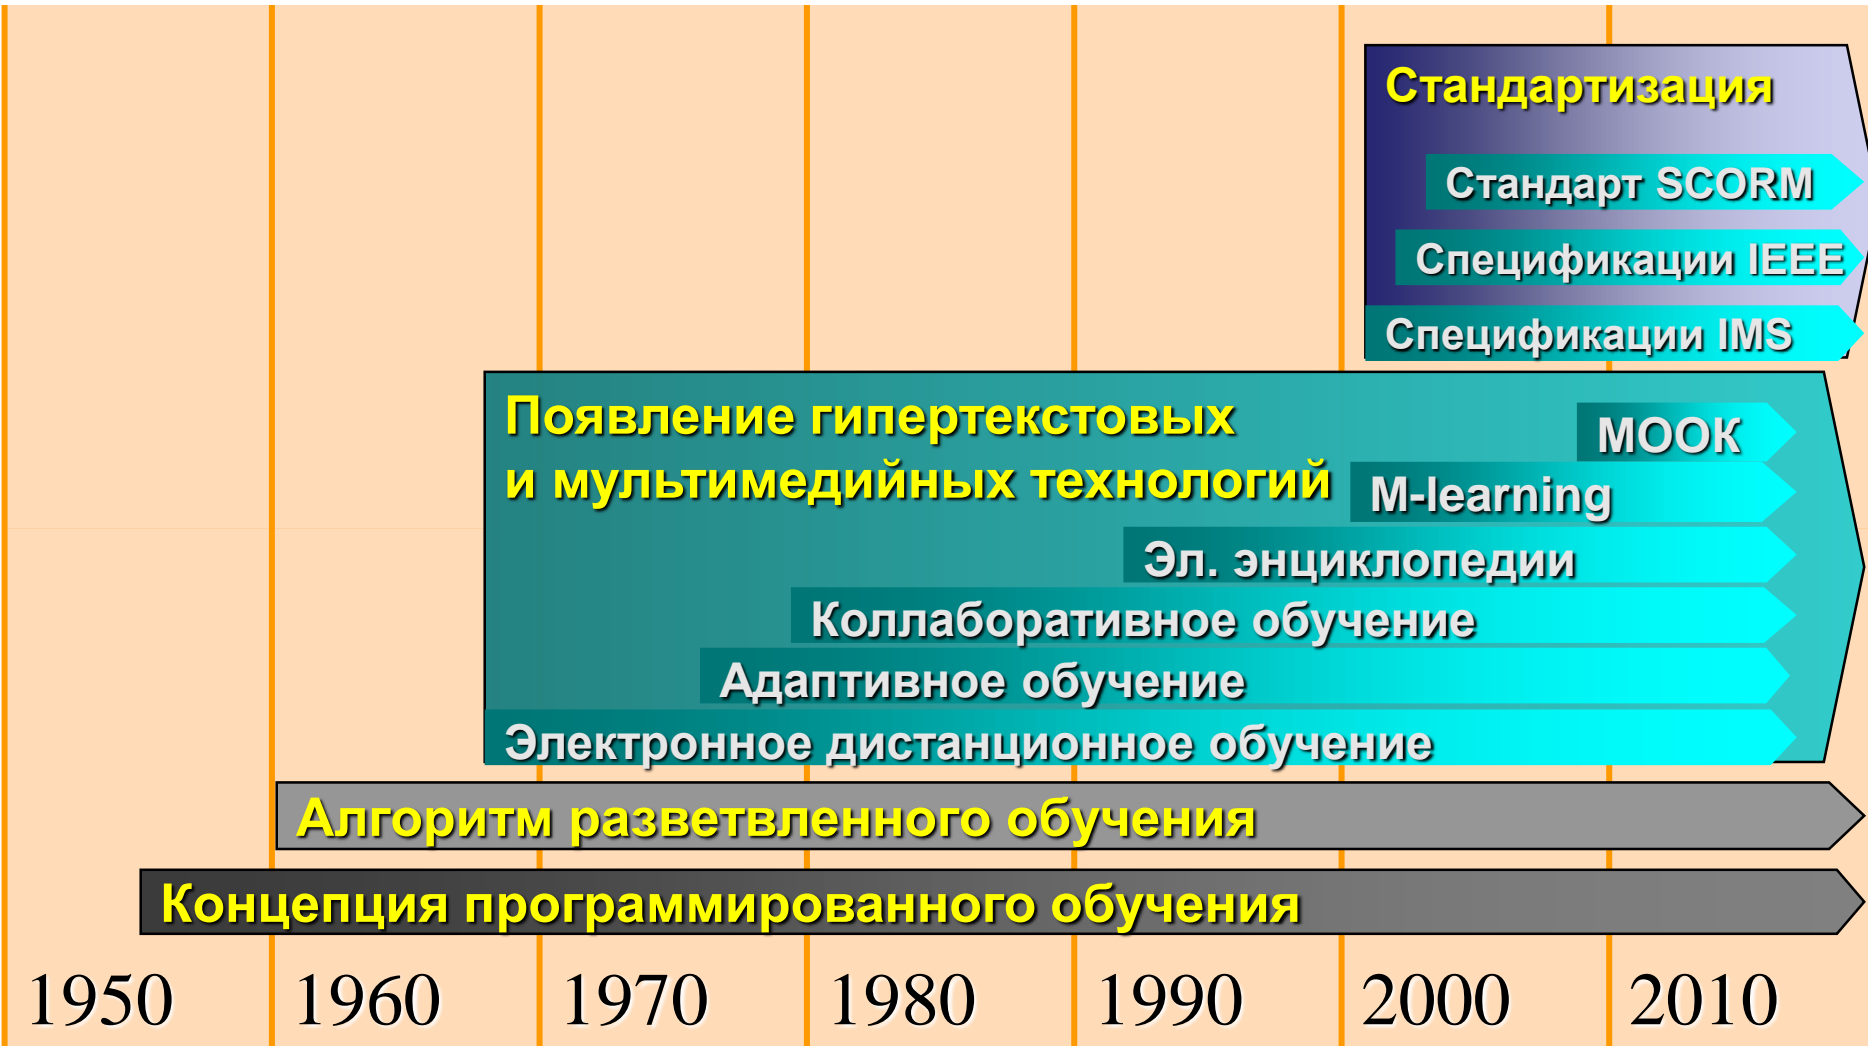 Стандартизация
Стандарт SCORM
Спецификации IEEE
Спецификации IMS
Появление гипертекстовых
и мультимедийных технологий
МООК
M-learning
Эл. энциклопедии
Коллаборативное обучение
Адаптивное обучение
Электронное дистанционное обучение
Алгоритм разветвленного обучения
Концепция программированного обучения
1950 1960 1970 1980 1990 2000 2010